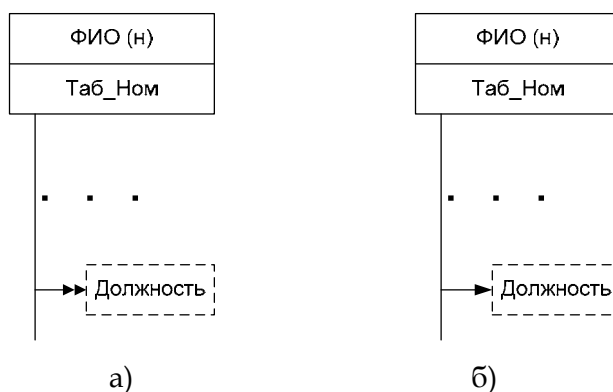 ФИО (н)
Таб_Ном
. . .
Должность
а)
ФИО (н)
Таб_Ном
. . .
Должность
б)